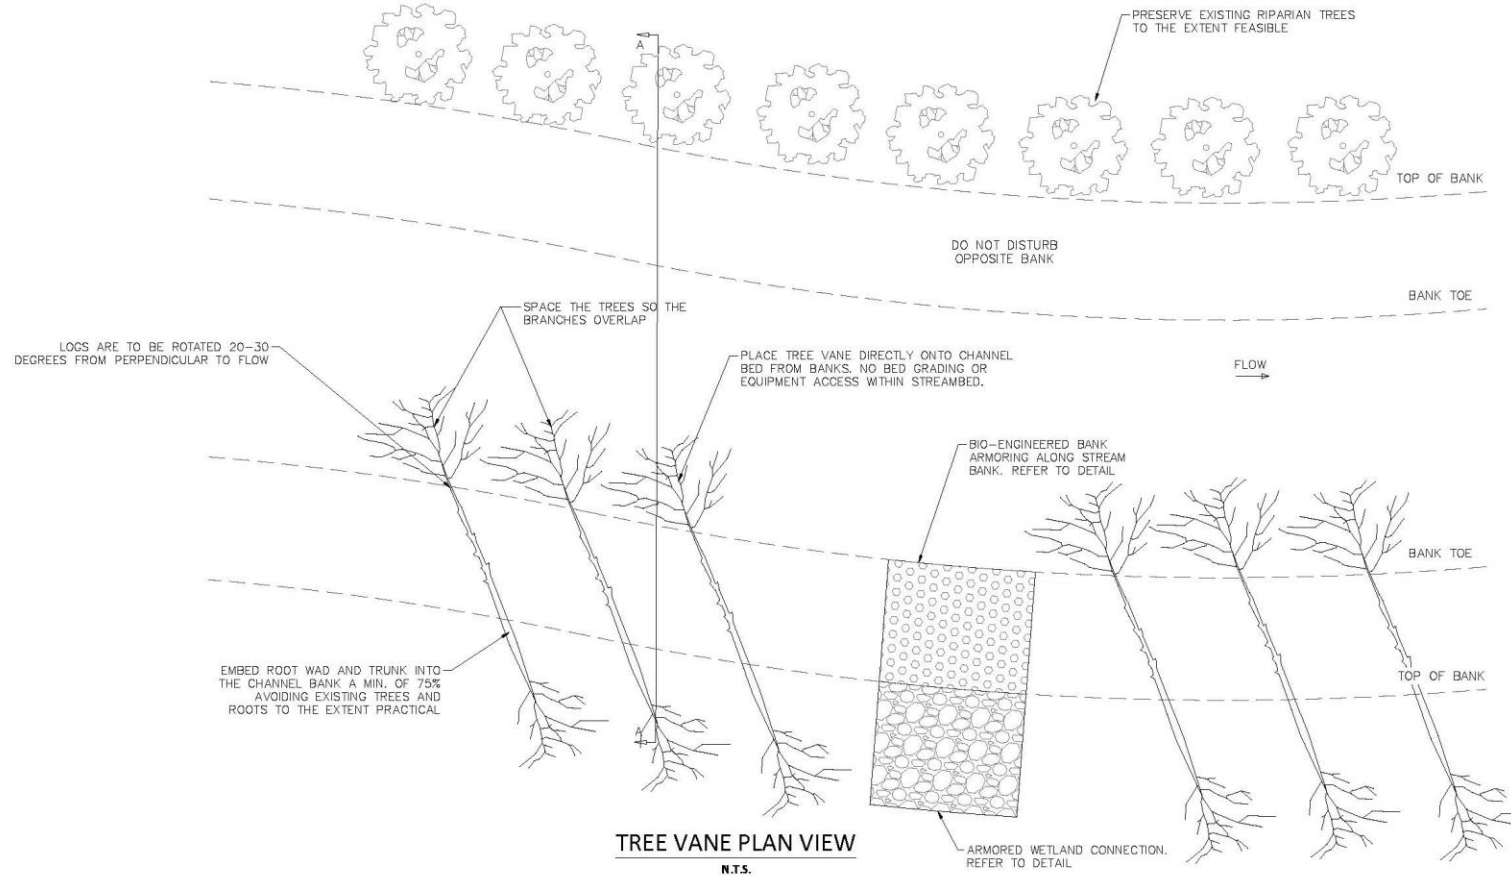 PRESERVE EXISTING RIPARIAN TREES
TO THE EXTENT FEASIBLE
A
TOP OF BANK
DO NOT DISTURB
OPPOSITE BANK
BANK TOE
SPACE THE TREES SO THE
BRANCHES OVERLAP
LOGS ARE TO BE ROTATED 20-30
DEGREES FROM PERPENDICULAR TO FLOW
PLACE TREE VANE DIRECTLY ONTO CHANNEL
BED FROM BANKS. NO BED GRADING OR
EQUIPMENT ACCESS WITHIN STREAMBED.
FLOW
BIO-ENGINEERED BANK
ARMORING ALONG STREAM
BANK. REFER TO DETAIL
BANK TOE
EMBED ROOT WAD AND TRUNK INTO
THE CHANNEL BANK A MIN. OF 75%
AVOIDING EXISTING TREES AND
ROOTS TO THE EXTENT PRACTICAL
TOP OF BANK
A
TREE VANE PLAN VIEW
N.T.S.
ARMORED WETLAND CONNECTION.
REFER TO DETAIL